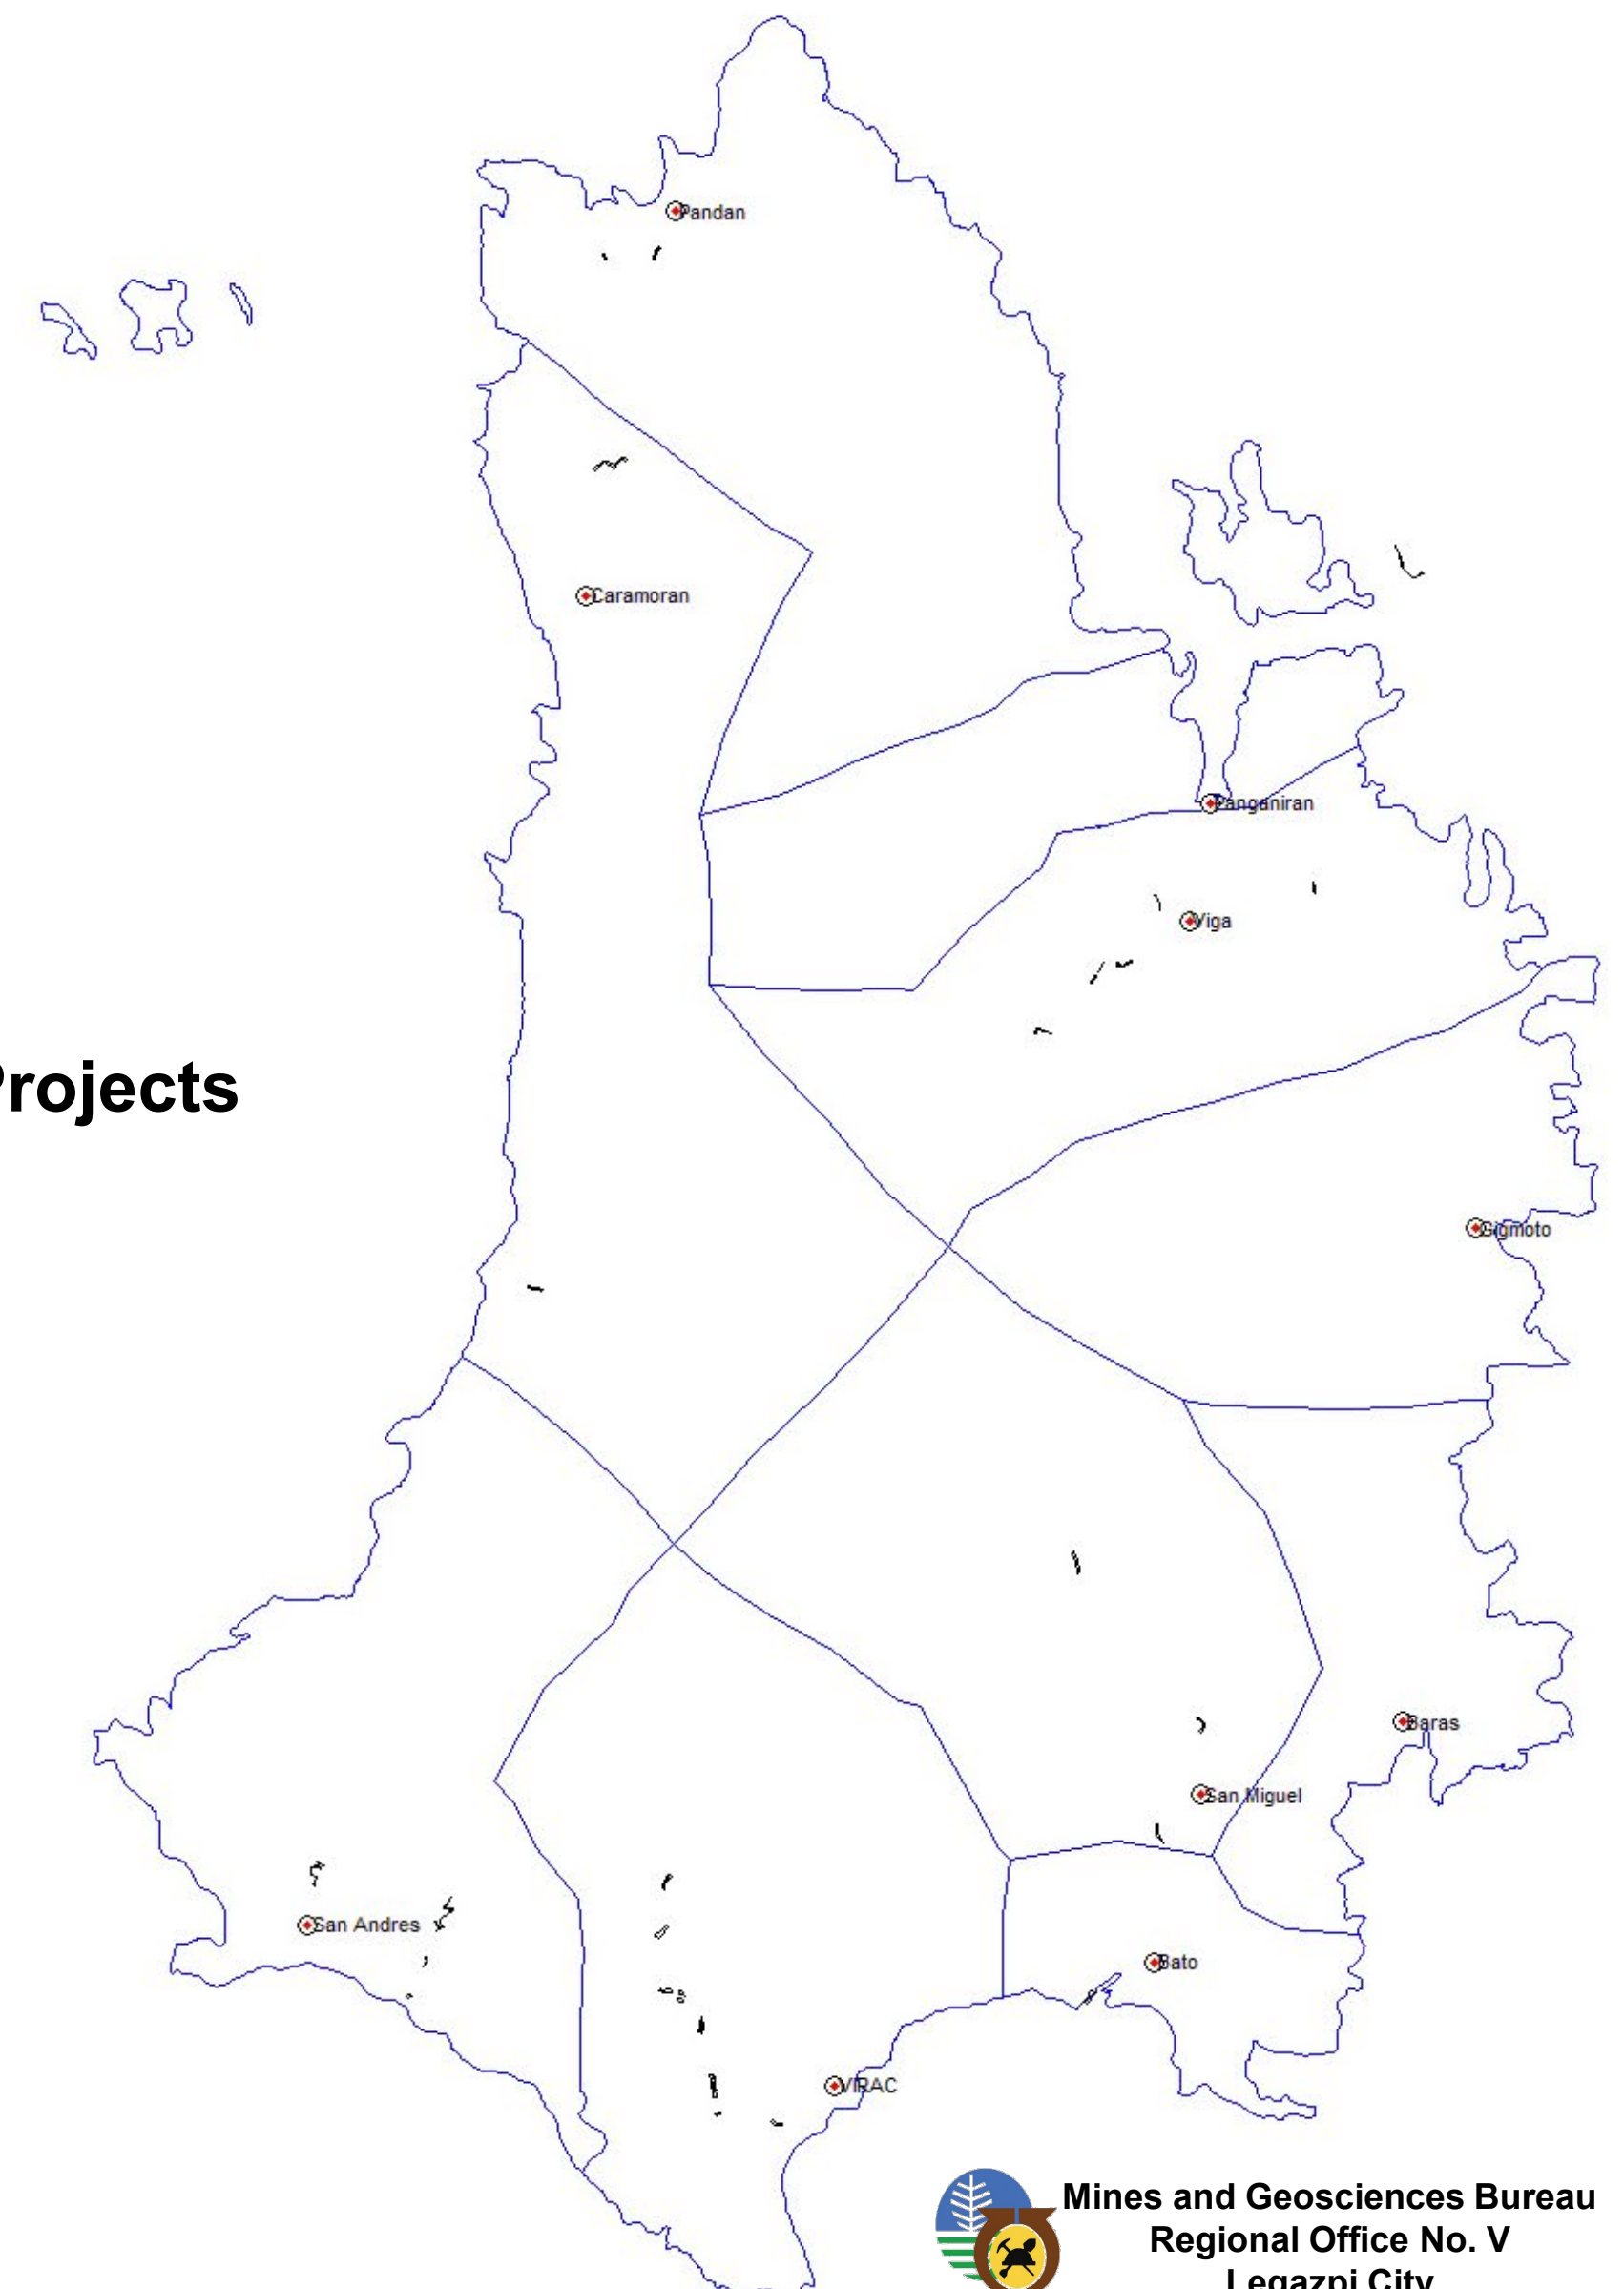 Pandan
Caramoran
Panganiran
Viga
Projects
Gigmoto
Baras
San Miguel
San Andres
Bato
VIRAC
Mines and Geosciences Bureau
Regional Office No. V
Legazpi City